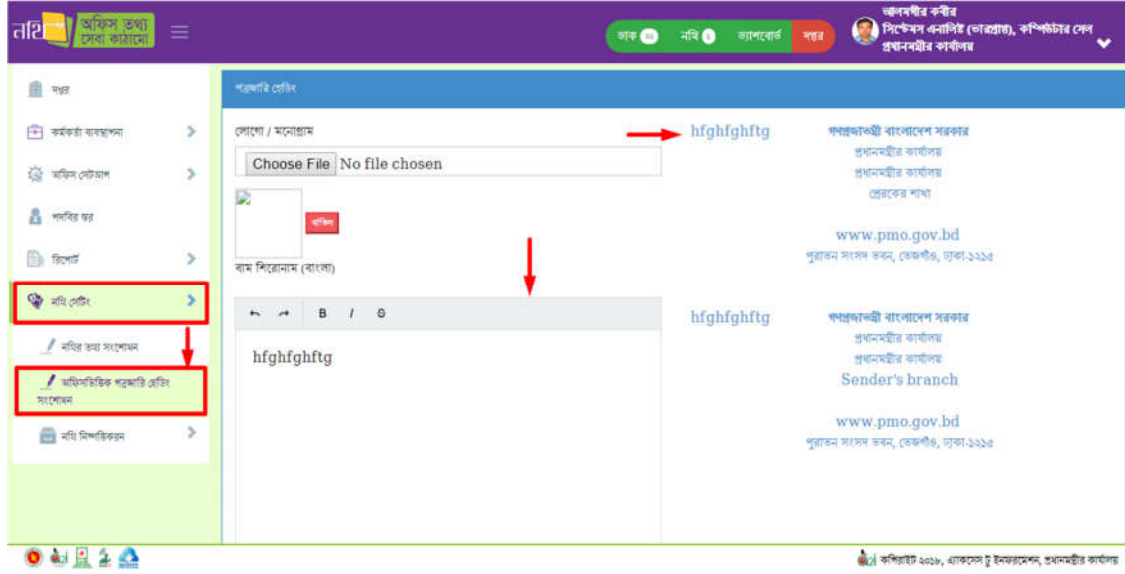 নথি
অফিস তথ্য
সেবা কাঠামো
ডাক
নথি
ড্যাশবোর্ড
দপ্তর
আলমগীর কবীর
সিস্টেমস এনালিষ্ট (ভারপ্রাপ্ত), কম্পিউটার সেল
প্রধানমন্ত্রীর কার্যালয়
দপ্তর
কর্মকর্তা ব্যবস্থাপনা
অফিস সেটআপ
পদবির স্তর
রিপোর্ট
নথি সেটিং
নথির তথ্য সংশোধন
অফিসভিত্তিক পত্রজারি হেডিং
সংশোধন
নথি নিষ্পত্তিকরন
পত্রজারি হেডিং
লোগো / মনোগ্রাম
Choose File No file chosen
বাতিল
বাম শিরোনাম (বাংলা)
B I S
hfghfghftg
hfghfghftg
গণপ্রজাতন্ত্রী বাংলাদেশ সরকার
প্রধানমন্ত্রীর কার্যালয়
প্রধানমন্ত্রীর কার্যালয়
প্রেরকের শাখা
www.pmo.gov.bd
পুরাতন সংসদ ভবন, তেজগাঁও, ঢাকা-১২১৫
hfghfghftg
গণপ্রজাতন্ত্রী বাংলাদেশ সরকার
প্রধানমন্ত্রীর কার্যালয়
প্রধানমন্ত্রীর কার্যালয়
Sender's branch
www.pmo.gov.bd
পুরাতন সংসদ ভবন, তেজগাঁও, ঢাকা-১২১৫
কপিরাইট ২০১৮, এ্যাকসেস টু ইনফরমেশন, প্রধানমন্ত্রীর কার্যালয়